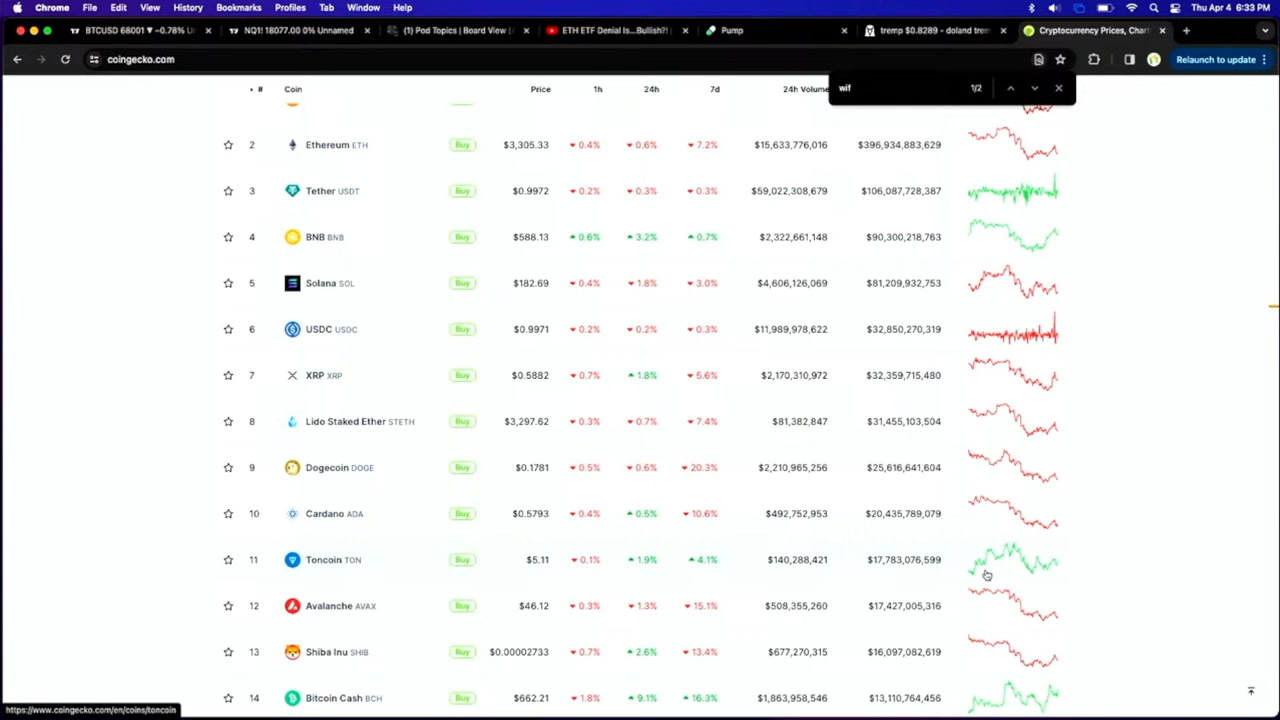 Chrome File Edit View History Bookmarks Profiles Tab Window Help Thu Apr 4 6:33 PM
BTCUSD 68001 ▼ −0.78% Un NQ1! 18077.00 0% Unnamed (1) Pod Topics | Board View | ETH ETF Denial Is...Bullish?! Pump tremp $0.8289 - doland trem Cryptocurrency Prices, Char
coingecko.com Relaunch to update
wif 1/2
# Coin Price 1h 24h 7d 24h Volume
2 Ethereum ETH Buy $3,305.33 ▼ 0.4% ▼ 0.6% ▼ 7.2% $15,633,776,016 $396,934,883,629
3 Tether USDT Buy $0.9972 ▼ 0.2% ▼ 0.3% ▼ 0.3% $59,022,308,679 $106,087,728,387
4 BNB BNB Buy $588.13 ▲ 0.6% ▲ 3.2% ▲ 0.7% $2,322,661,148 $90,300,218,763
5 Solana SOL Buy $182.69 ▼ 0.4% ▼ 1.8% ▼ 3.0% $4,606,126,069 $81,209,932,753
6 USDC USDC Buy $0.9971 ▼ 0.2% ▼ 0.2% ▼ 0.3% $11,989,978,622 $32,850,270,319
7 XRP XRP Buy $0.5882 ▼ 0.7% ▲ 1.8% ▼ 5.6% $2,170,310,972 $32,359,715,480
8 Lido Staked Ether STETH Buy $3,297.62 ▼ 0.3% ▼ 0.7% ▼ 7.4% $81,382,847 $31,455,103,504
9 Dogecoin DOGE Buy $0.1781 ▼ 0.5% ▼ 0.6% ▼ 20.3% $2,210,965,256 $25,616,641,604
10 Cardano ADA Buy $0.5793 ▼ 0.4% ▲ 0.5% ▼ 10.6% $492,752,953 $20,435,789,079
11 Toncoin TON Buy $5.11 ▼ 0.1% ▲ 1.9% ▲ 4.1% $140,288,421 $17,783,076,599
12 Avalanche AVAX Buy $46.12 ▼ 0.3% ▼ 1.3% ▼ 15.1% $508,355,260 $17,427,005,316
13 Shiba Inu SHIB Buy $0.00002733 ▼ 0.7% ▲ 2.6% ▼ 13.4% $677,270,315 $16,097,082,619
14 Bitcoin Cash BCH Buy $662.21 ▼ 1.8% ▲ 9.1% ▲ 16.3% $1,863,958,546 $13,110,764,456
https://www.coingecko.com/en/coins/toncoin